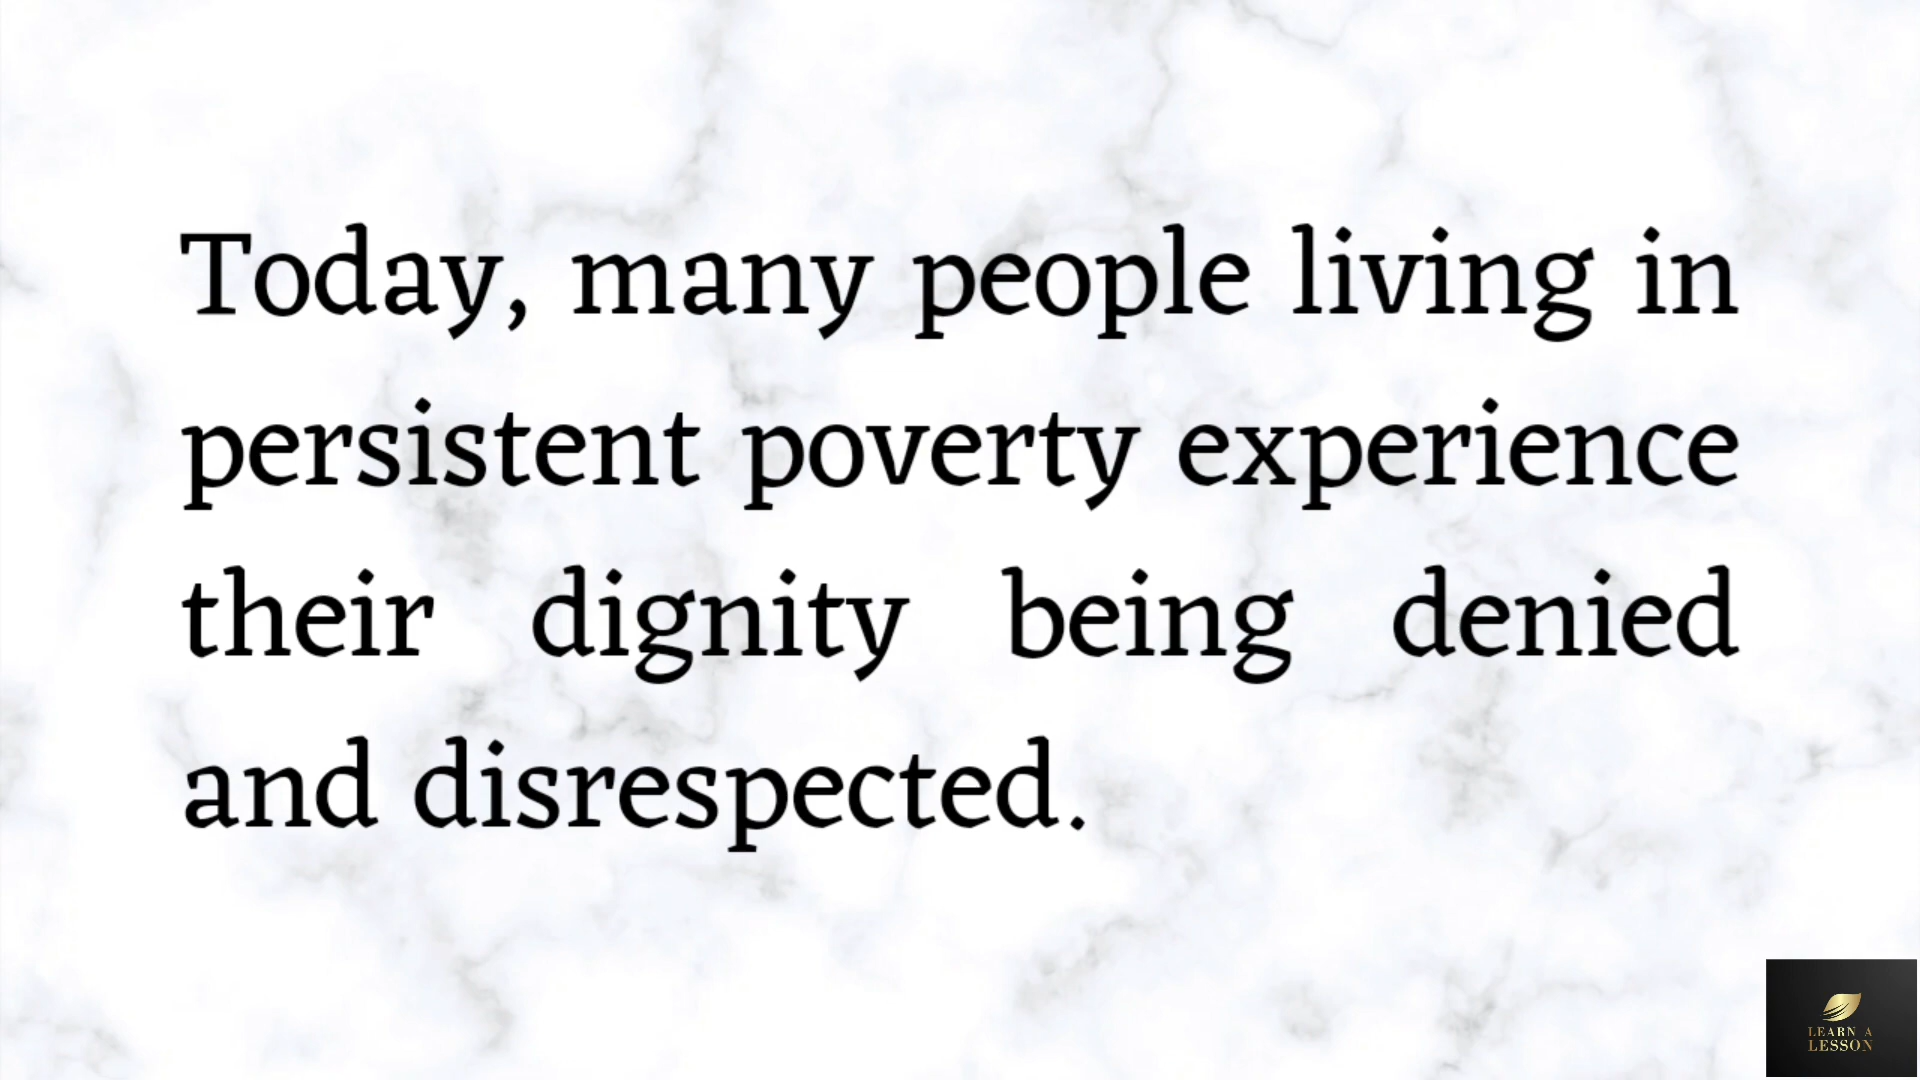 Today, many people living in
persistent poverty experience
their dignity being denied
and disrespected.
LEARN A
LESSON